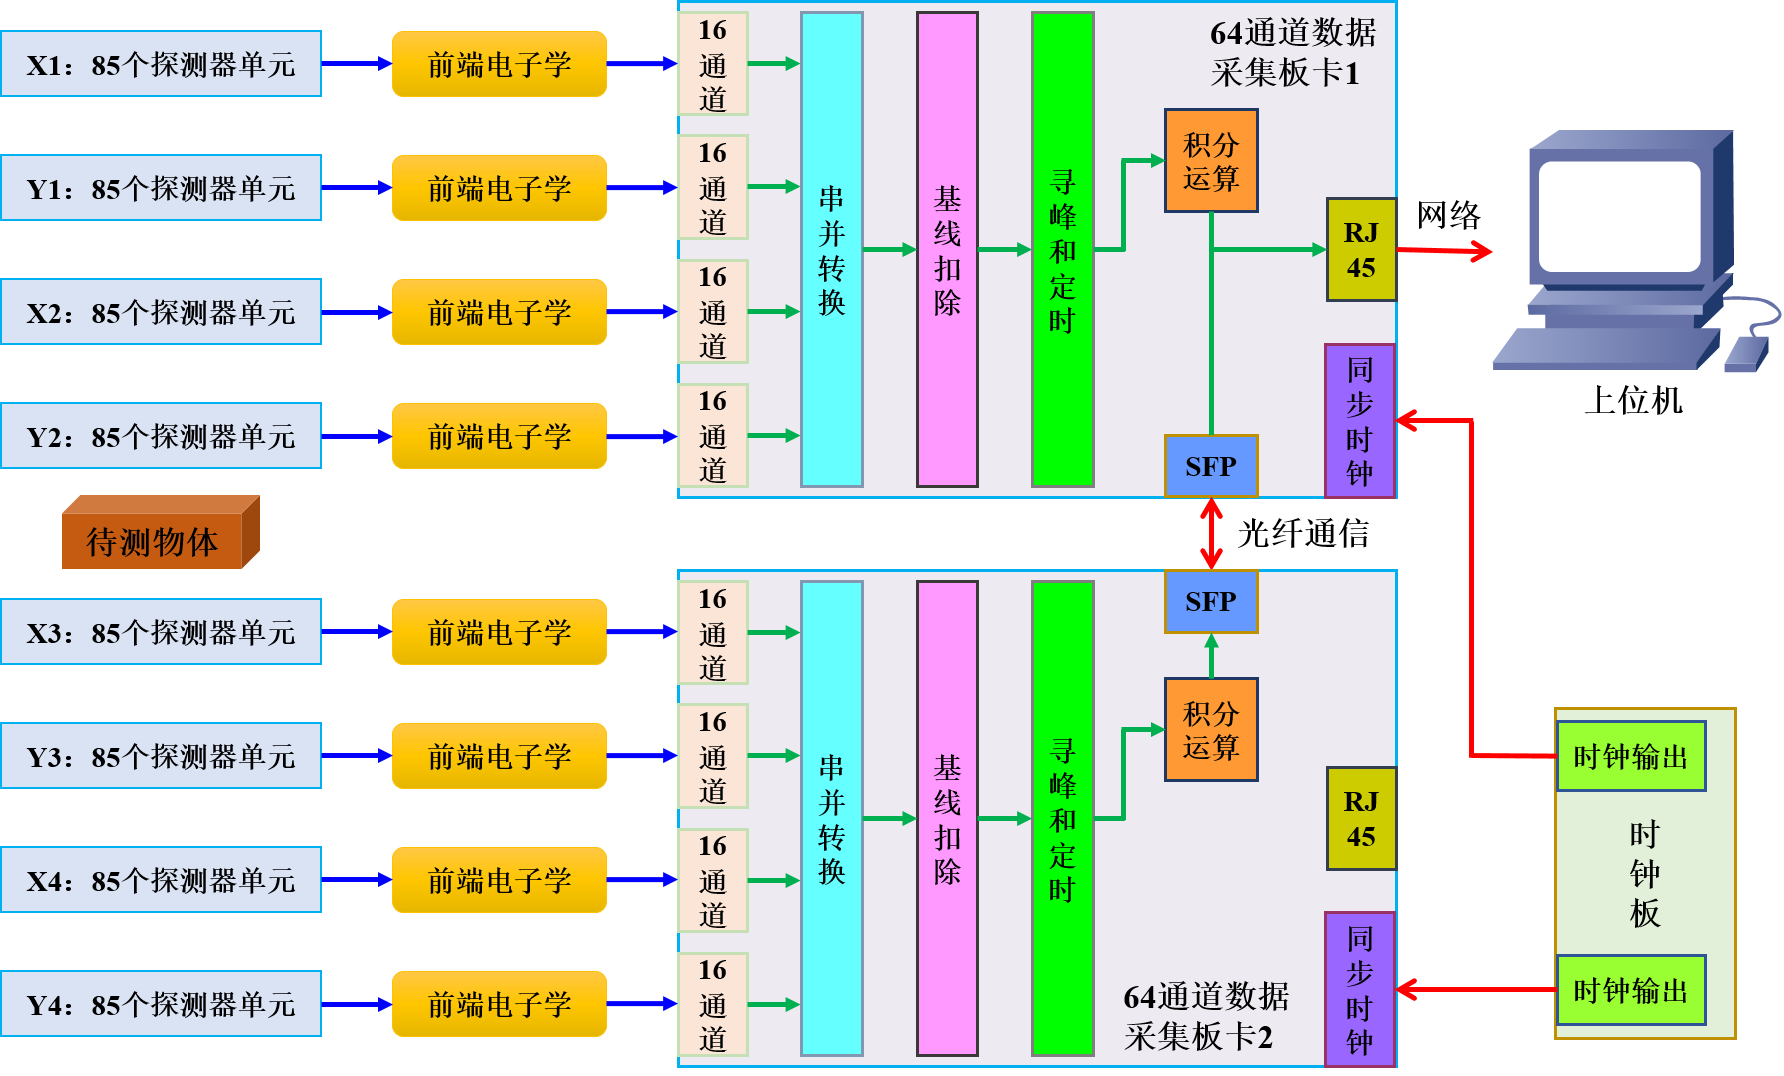 X1：85个探测器单元
前端电子学
16
通
道
Y1：85个探测器单元
前端电子学
16
通
道
X2：85个探测器单元
前端电子学
16
通
道
Y2：85个探测器单元
前端电子学
16
通
道
串
并
转
换
基
线
扣
除
寻
峰
和
定
时
积分
运算
64通道数据
采集板卡1
RJ
45
网络
上位机
同
步
时
钟
SFP
光纤通信
待测物体
X3：85个探测器单元
前端电子学
16
通
道
Y3：85个探测器单元
前端电子学
16
通
道
X4：85个探测器单元
前端电子学
16
通
道
Y4：85个探测器单元
前端电子学
16
通
道
串
并
转
换
基
线
扣
除
寻
峰
和
定
时
SFP
积分
运算
RJ
45
同
步
时
钟
64通道数据
采集板卡2
时钟输出
时
钟
板
时钟输出